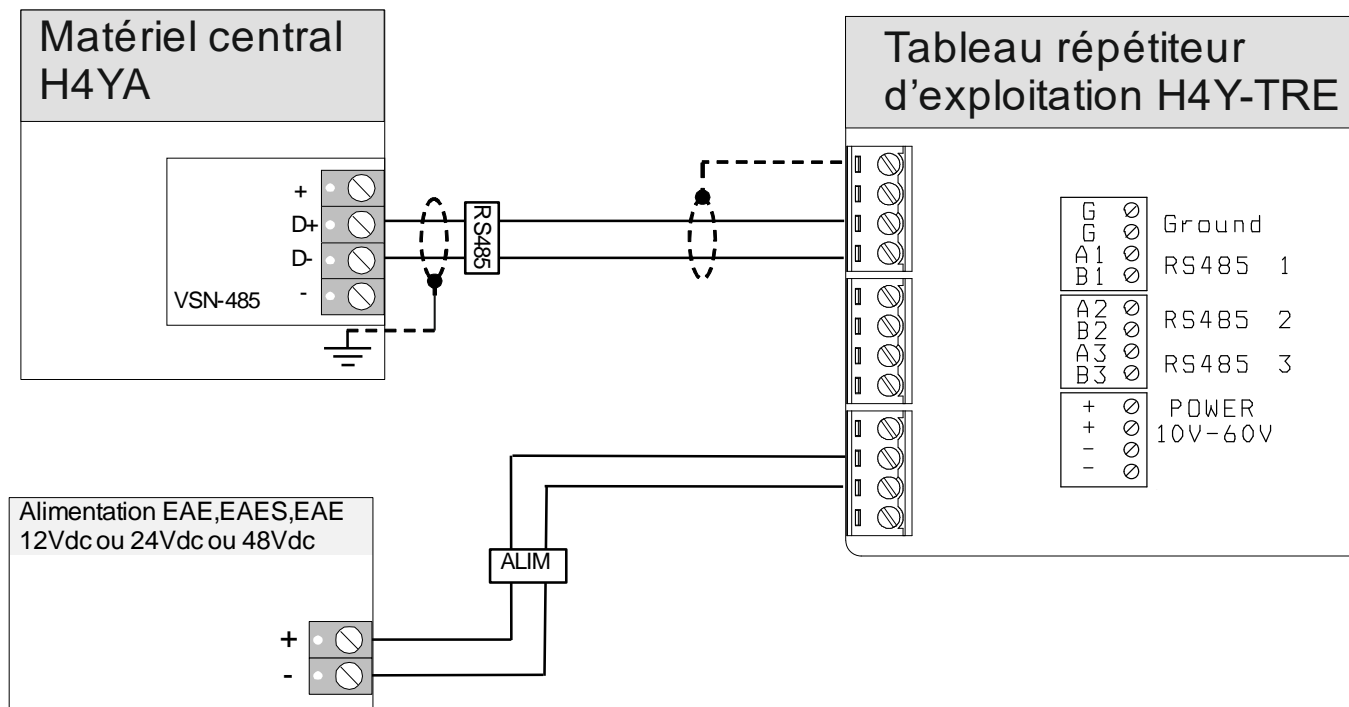 Matériel central
H4YA
+
D+
D-
-
VSN-485
RS485
Tableau répétiteur
d'exploitation H4Y-TRE
G
G
Ground
A1
B1
RS485 1
A2
B2
RS485 2
A3
B3
RS485 3
+
+
-
-
POWER
10V-60V
Alimentation EAE,EAES,EAE
12Vdc ou 24Vdc ou 48Vdc
ALIM
+
-